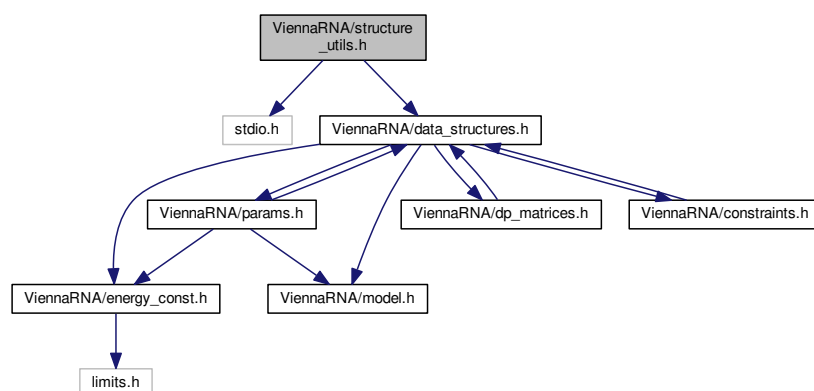 ViennaRNA/structure
_utils.h
stdio.h
ViennaRNA/data_structures.h
ViennaRNA/params.h
ViennaRNA/dp_matrices.h
ViennaRNA/constraints.h
ViennaRNA/energy_const.h
ViennaRNA/model.h
limits.h